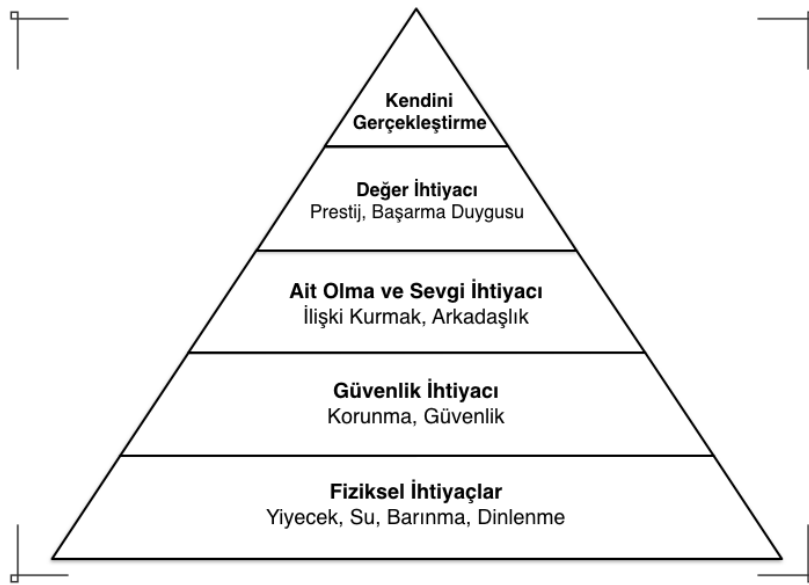 Kendini
Gerçekleştirme
Değer İhtiyacı
Prestij, Başarma Duygusu
Ait Olma ve Sevgi İhtiyacı
İlişki Kurmak, Arkadaşlık
Güvenlik İhtiyacı
Korunma, Güvenlik
Fiziksel İhtiyaçlar
Yiyecek, Su, Barınma, Dinlenme